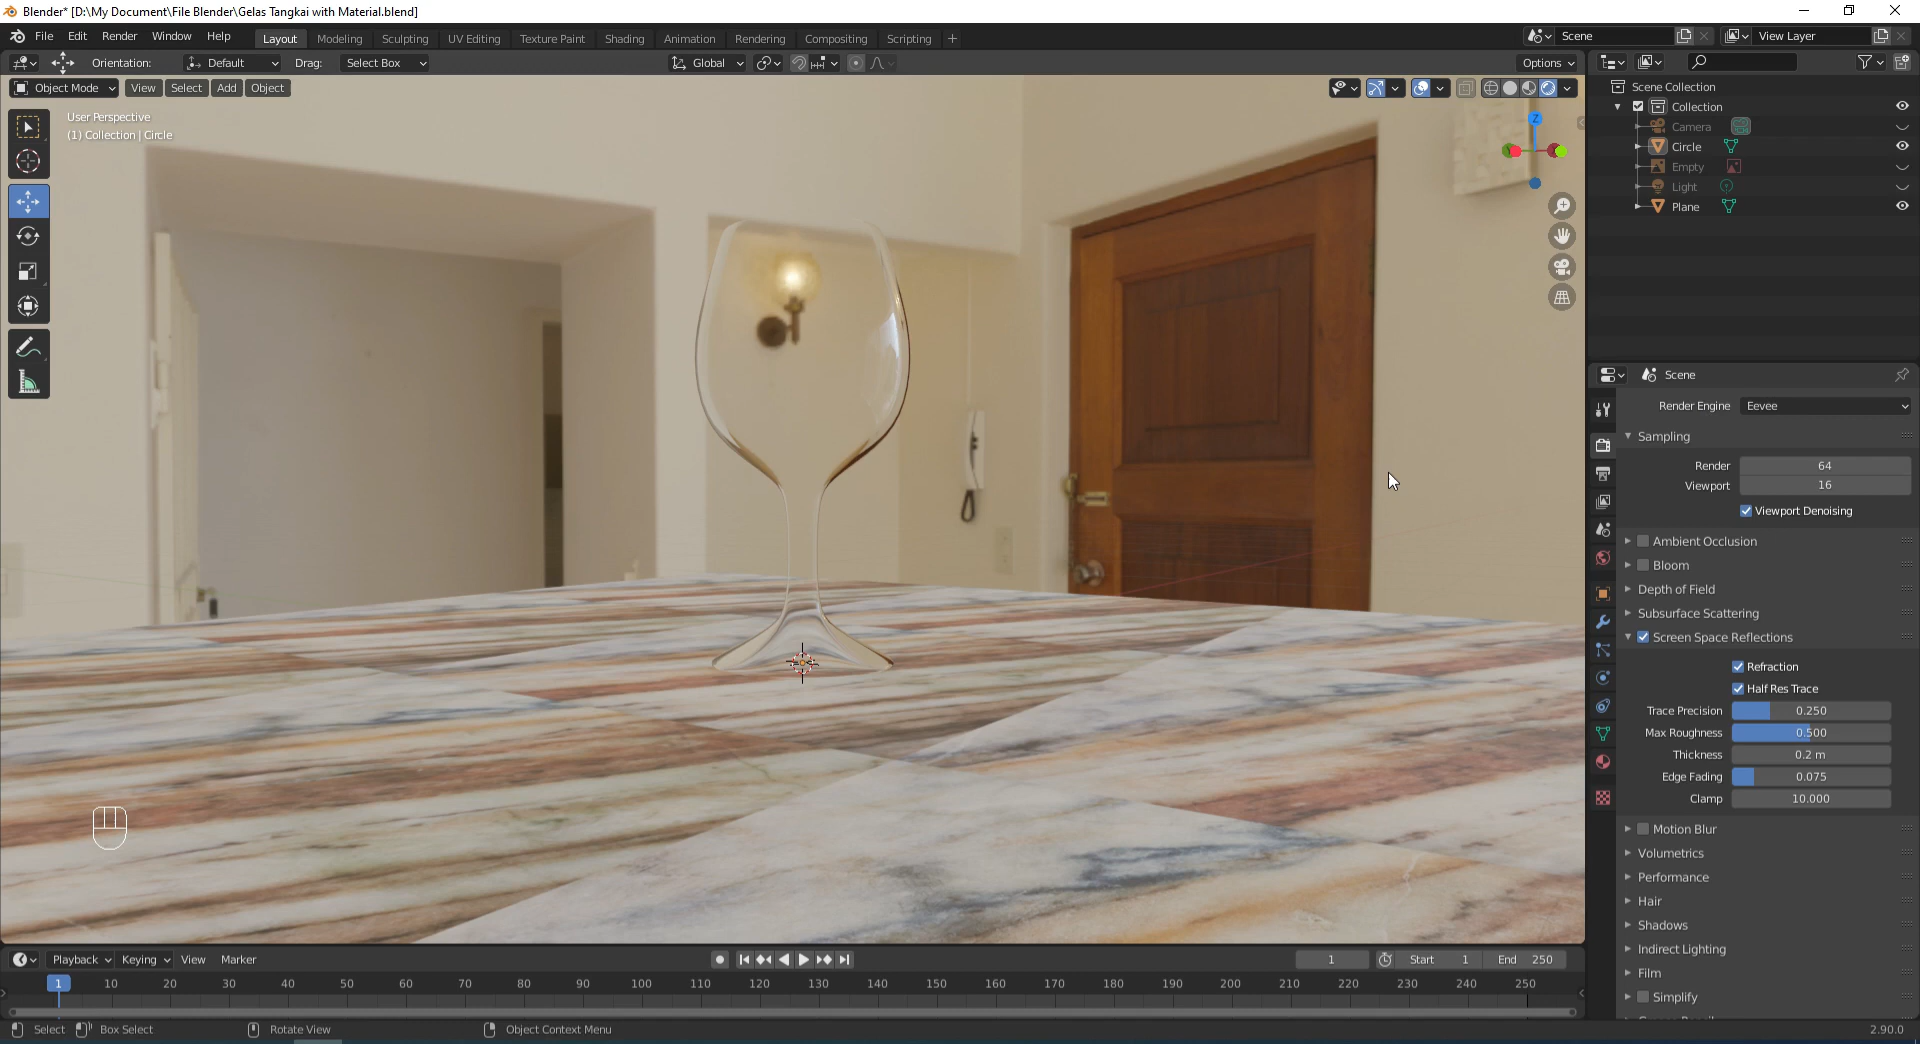 Blender* [D:\My Document\File Blender\Gelas Tangkai with Material.blend]
File Edit Render Window Help Layout Modeling Sculpting UV Editing Texture Paint Shading Animation Rendering Compositing Scripting + Scene View Layer
Orientation: Default Drag: Select Box Global Options
Object Mode View Select Add Object
User Perspective
(1) Collection | Circle
Z
Scene Collection
Collection
Camera
Circle
Empty
Light
Plane
Scene
Render Engine Eevee
Sampling
Render 64
Viewport 16
Viewport Denoising
Ambient Occlusion
Bloom
Depth of Field
Subsurface Scattering
Screen Space Reflections
Refraction
Half Res Trace
Trace Precision 0.250
Max Roughness 0.500
Thickness 0.2 m
Edge Fading 0.075
Clamp 10.000
Motion Blur
Volumetrics
Performance
Hair
Shadows
Indirect Lighting
Film
Simplify
Playback Keying View Marker 1 Start 1 End 250
1 10 20 30 40 50 60 70 80 90 100 110 120 130 140 150 160 170 180 190 200 210 220 230 240 250
Select Box Select Rotate View Object Context Menu 2.90.0